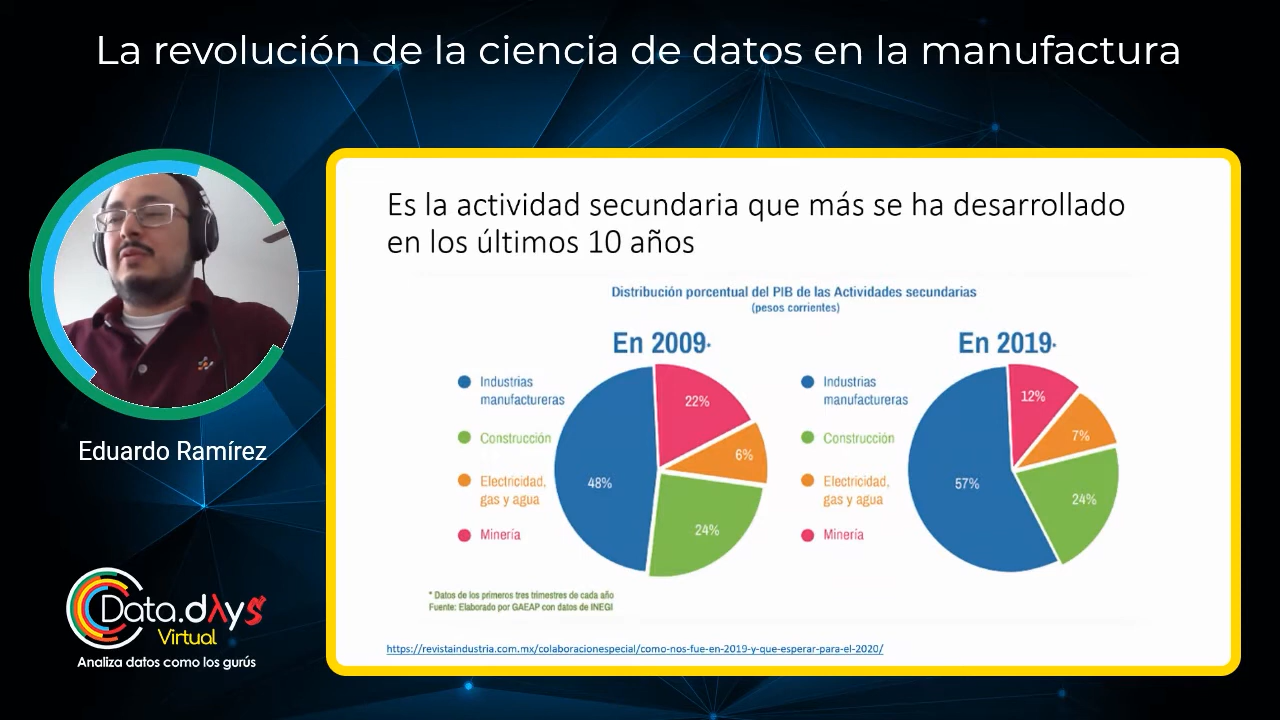 La revolución de la ciencia de datos en la manufactura
Es la actividad secundaria que más se ha desarrollado
en los últimos 10 años
Distribución porcentual del PIB de las Actividades secundarias
(pesos corrientes)
En 2009*
Industrias
manufactureras
Construcción
Electricidad,
gas y agua
Minería
22%
6%
48%
24%
En 2019*
Industrias
manufactureras
Construcción
Electricidad,
gas y agua
Minería
12%
7%
57%
24%
* Datos de los primeros tres trimestres de cada año
Fuente: Elaborado por GAEAP con datos de INEGI
https://revistaindustria.com.mx/colaboracionespecial/como-nos-fue-en-2019-y-que-esperar-para-el-2020/
Eduardo Ramírez
Data.dAyS
Virtual
Analiza datos como los gurús